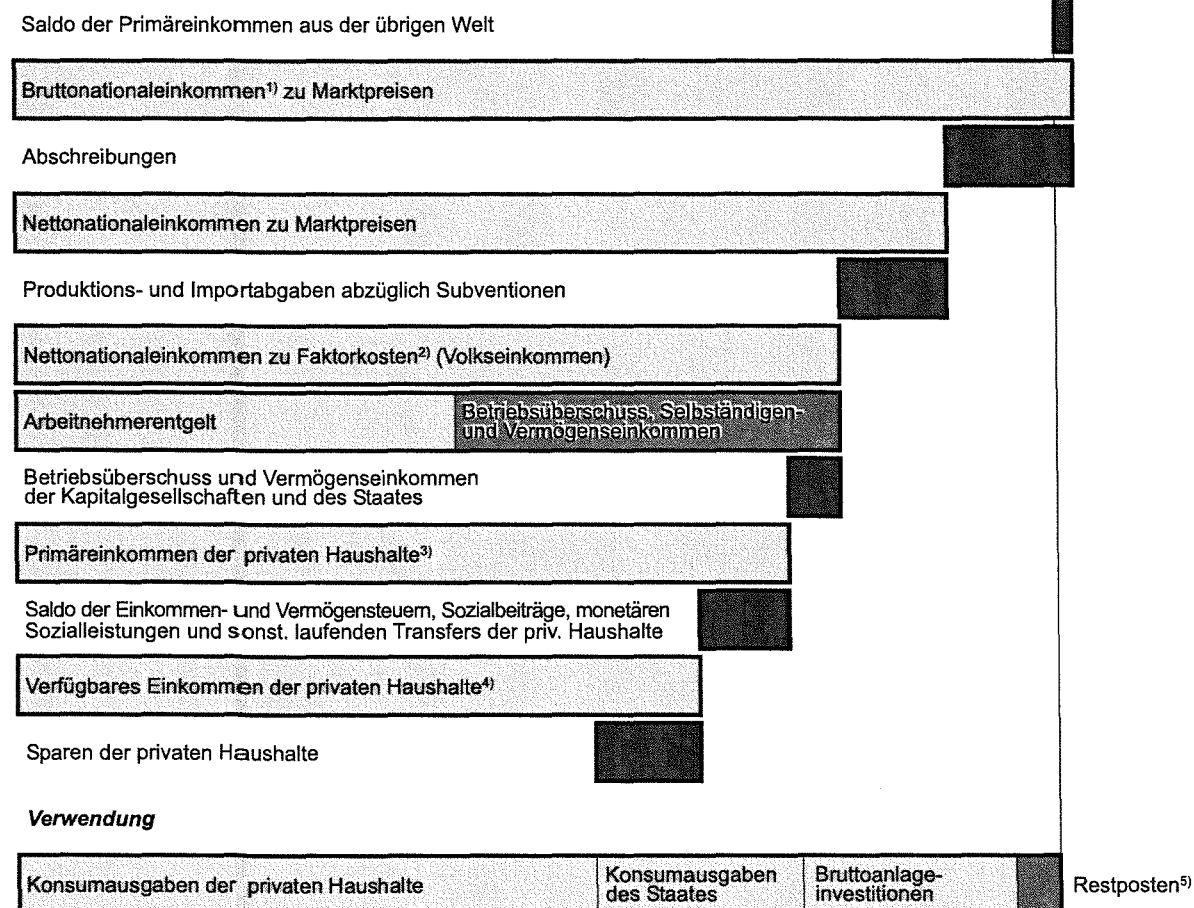 Saldo der Primäreinkommen aus der übrigen Welt
Bruttonationaleinkommen¹⁾ zu Marktpreisen
Abschreibungen
Nettonationaleinkommen zu Marktpreisen
Produktions- und Importabgaben abzüglich Subventionen
Nettonationaleinkommen zu Faktorkosten²⁾ (Volkseinkommen)
Arbeitnehmerentgelt
Betriebsüberschuss, Selbständigen-
und Vermögenseinkommen
Betriebsüberschuss und Vermögenseinkommen
der Kapitalgesellschaften und des Staates
Primäreinkommen der privaten Haushalte³⁾
Saldo der Einkommen- und Vermögensteuern, Sozialbeiträge, monetären
Sozialleistungen und sonst. laufenden Transfers der priv. Haushalte
Verfügbares Einkommen der privaten Haushalte⁴⁾
Sparen der privaten Haushalte
Verwendung
Konsumausgaben der privaten Haushalte
Konsumausgaben
des Staates
Bruttoanlage-
investitionen
Restposten⁵⁾